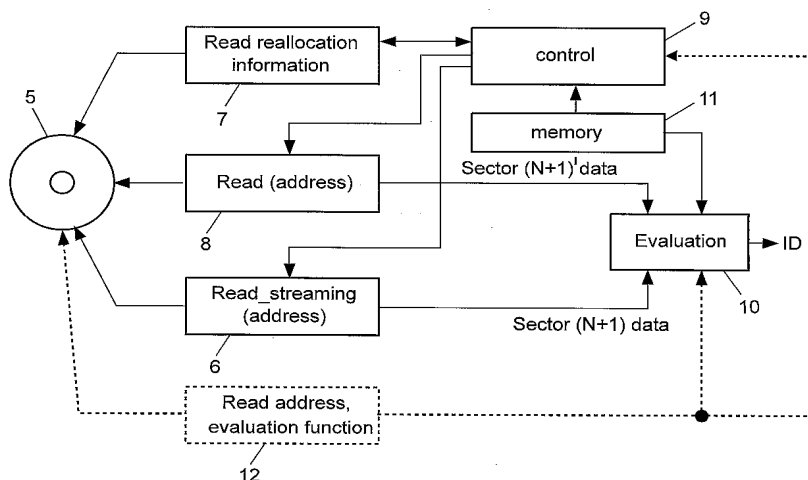 9
Read reallocation
information
control
7
5
11
memory
Sector (N+1)' data
Read (address)
8
Evaluation
ID
10
Read_streaming
(address)
Sector (N+1) data
6
Read address,
evaluation function
12